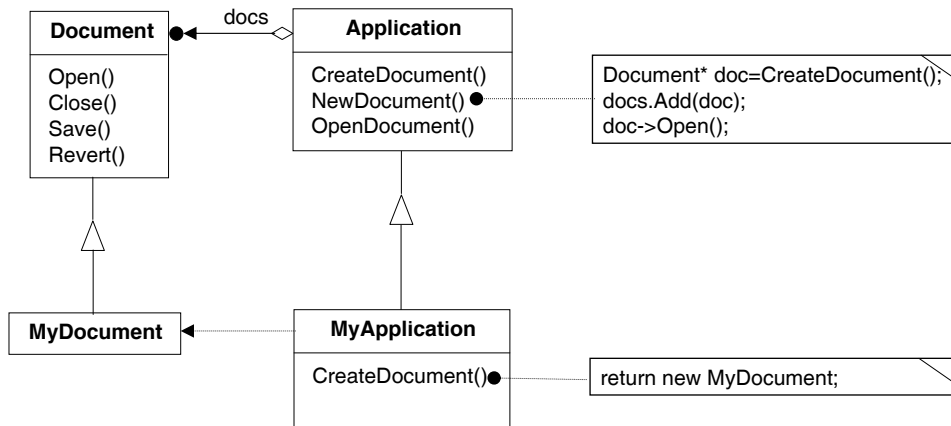 Document
Open()
Close()
Save()
Revert()
docs
Application
CreateDocument()
NewDocument()
OpenDocument()
Document* doc=CreateDocument();
docs.Add(doc);
doc->Open();
MyDocument
MyApplication
CreateDocument()
return new MyDocument;